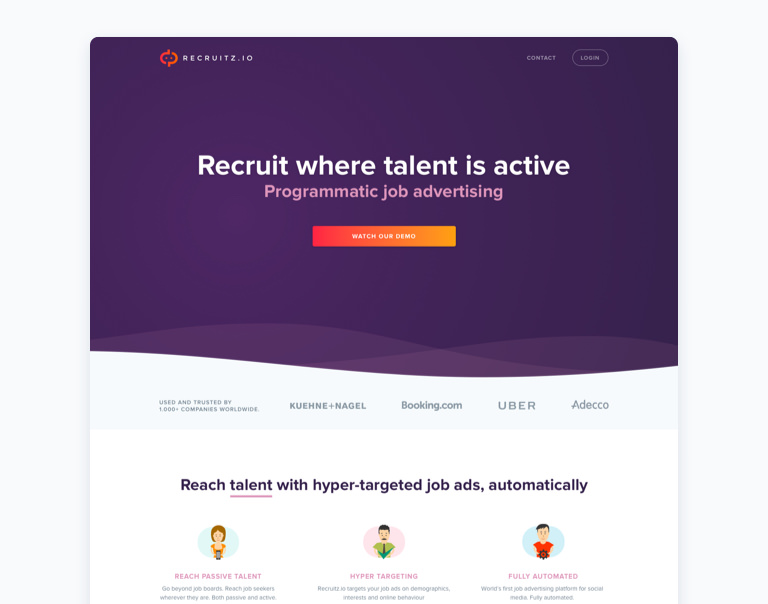 RECRUITZ.IO
CONTACT
LOGIN
Recruit where talent is active
Programmatic job advertising
WATCH OUR DEMO
USED AND TRUSTED BY
1.000+ COMPANIES WORLDWIDE.
KUEHNE+NAGEL
Booking.com
UBER
Adecco
Reach talent with hyper-targeted job ads, automatically
REACH PASSIVE TALENT
Go beyond job boards. Reach job seekers
wherever they are. Both passive and active.
HYPER TARGETING
Recruitz.io targets your job ads on demographics,
interests and online behaviour
FULLY AUTOMATED
World's first job advertising platform for social
media. Fully automated.